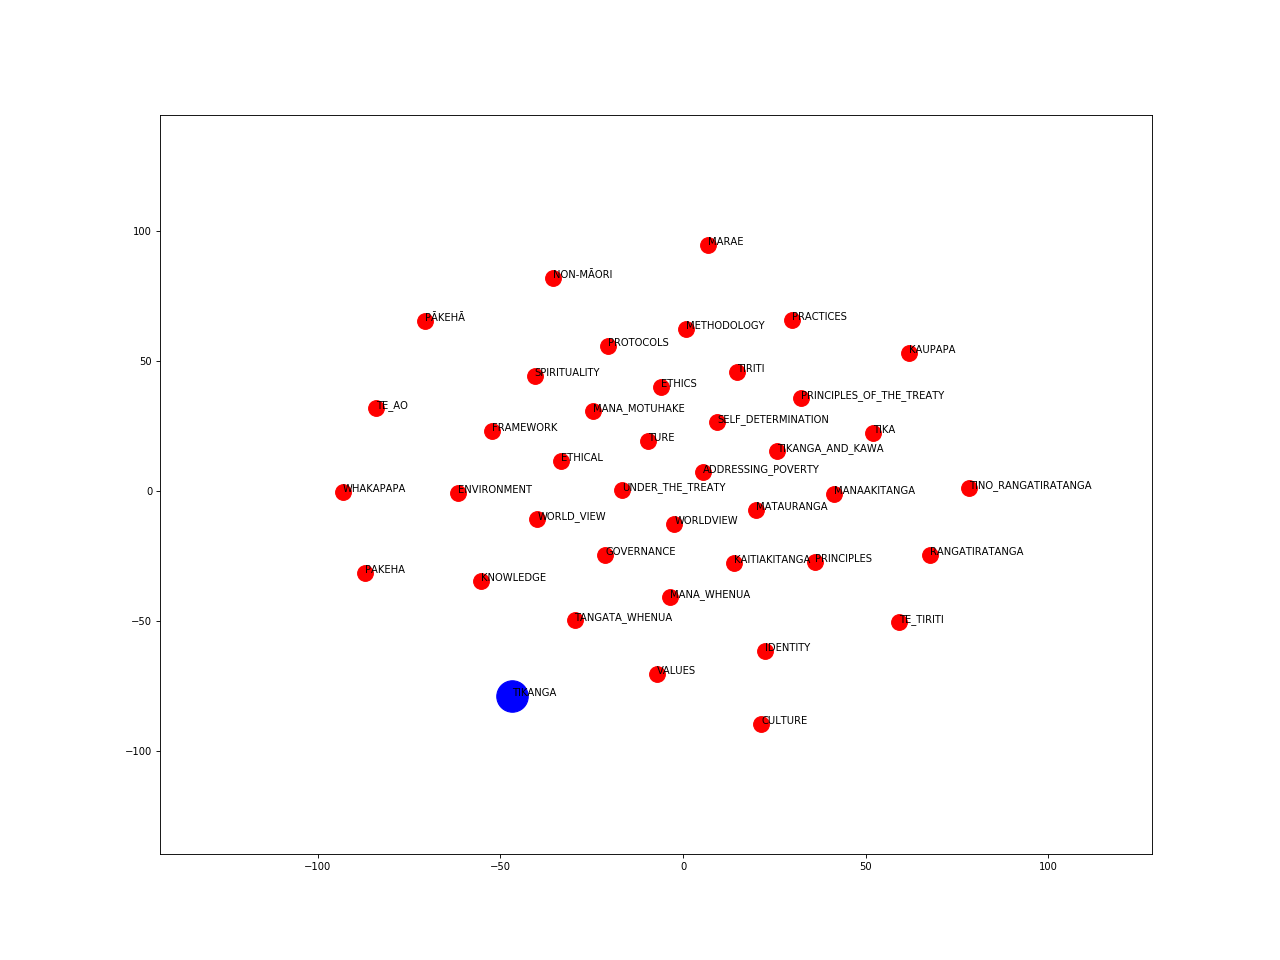 MARAE
NON-MĀORI
PĀKEHĀ
PRACTICES
METHODOLOGY
PROTOCOLS
KAUPAPA
SPIRITUALITY
TIRITI
ETHICS
PRINCIPLES_OF_THE_TREATY
TE_AO
MANA_MOTUHAKE
SELF_DETERMINATION
FRAMEWORK
TIKA
TURE
TIKANGA_AND_KAWA
ETHICAL
ADDRESSING_POVERTY
WHAKAPAPA
ENVIRONMENT
UNDER_THE_TREATY
MANAAKITANGA
TINO_RANGATIRATANGA
MATAURANGA
WORLD_VIEW
WORLDVIEW
GOVERNANCE
KAITIAKITANGA
PRINCIPLES
RANGATIRATANGA
PAKEHA
KNOWLEDGE
MANA_WHENUA
TANGATA_WHENUA
TE_TIRITI
IDENTITY
VALUES
TIKANGA
CULTURE
100
50
0
−50
−100
−100
−50
0
50
100